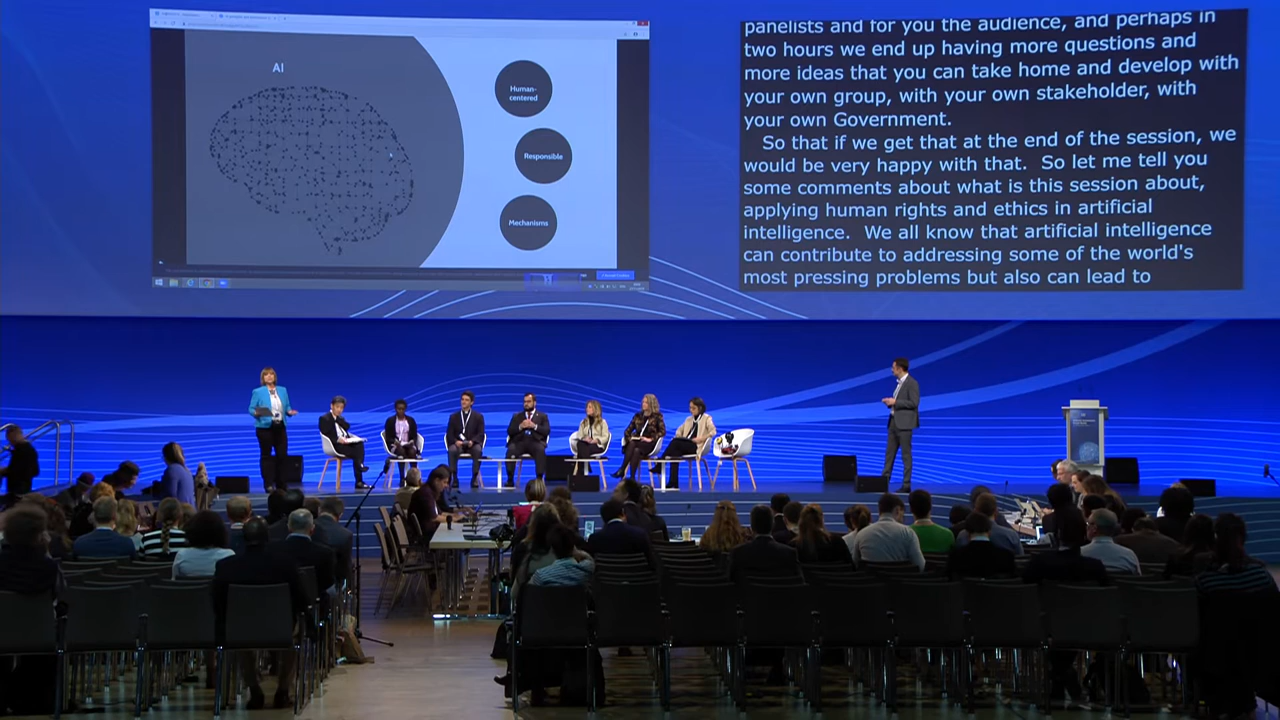 AI
Human-
centered
Responsible
Mechanisms
panelists and for you the audience, and perhaps in
two hours we end up having more questions and
more ideas that you can take home and develop with
your own group, with your own stakeholder, with
your own Government.
So that if we get that at the end of the session, we
would be very happy with that.  So let me tell you
some comments about what is this session about,
applying human rights and ethics in artificial
intelligence.  We all know that artificial intelligence
can contribute to addressing some of the world's
most pressing problems but also can lead to